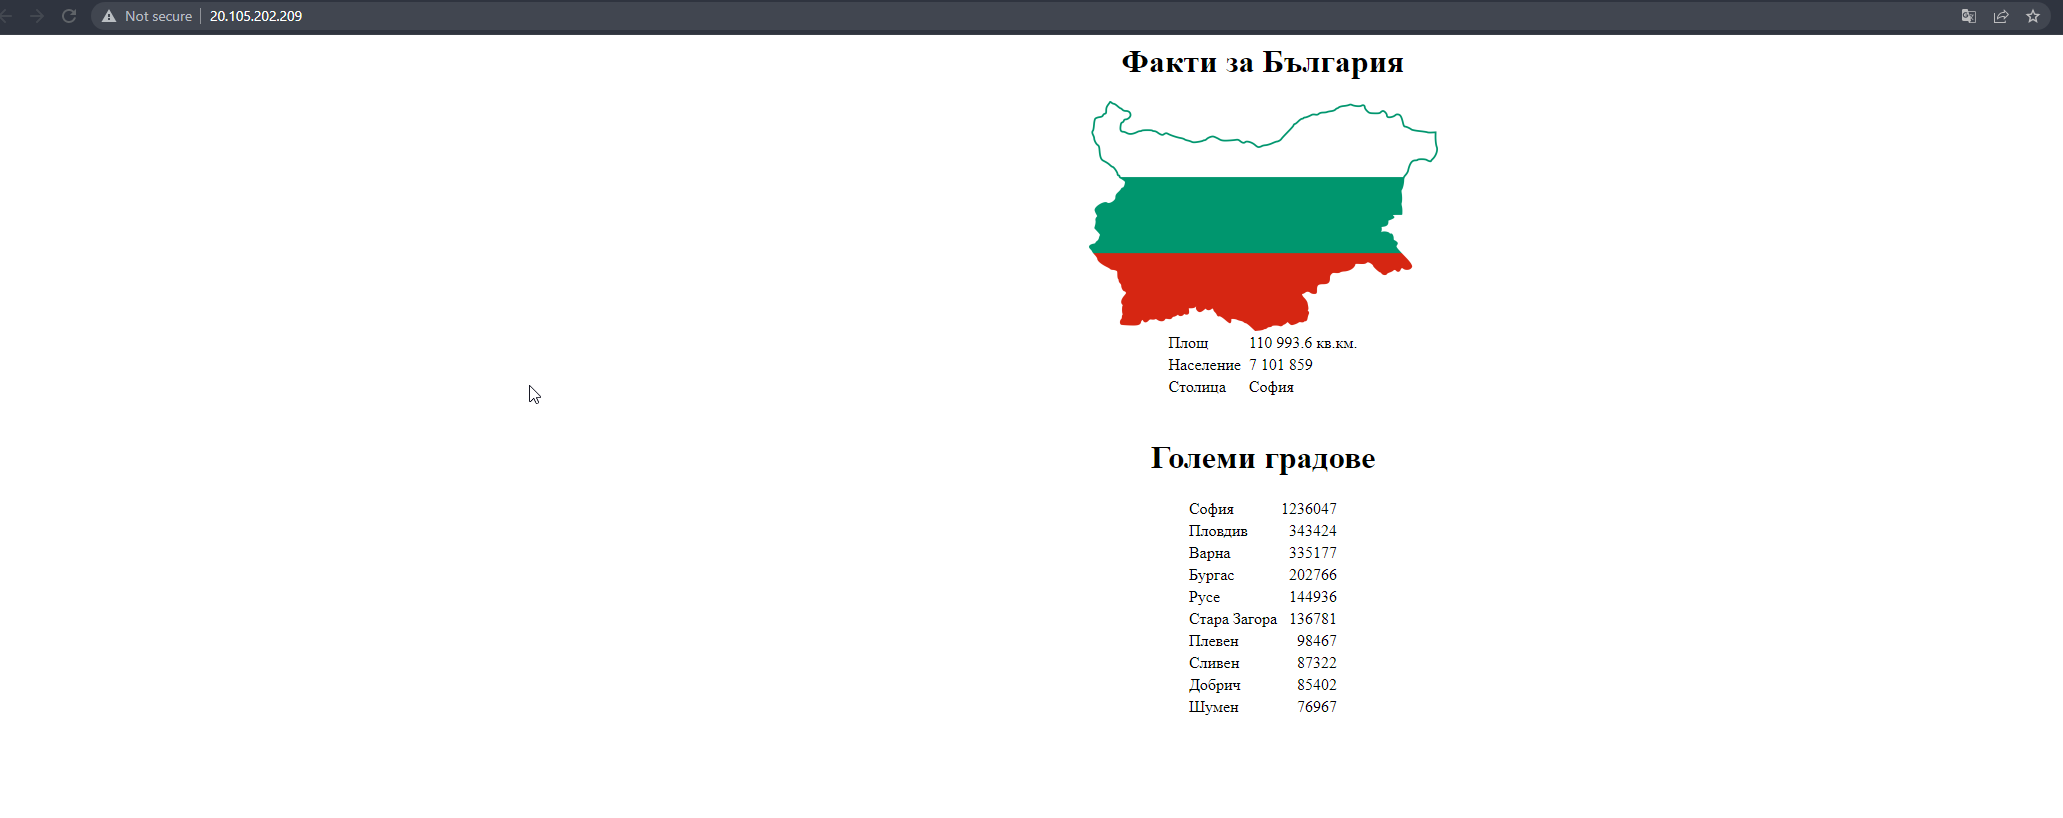 Not secure | 20.105.202.209
Факти за България
Площ 110 993.6 кв.км.
Население 7 101 859
Столица София
Големи градове
София 1236047
Пловдив 343424
Варна 335177
Бургас 202766
Русе 144936
Стара Загора 136781
Плевен 98467
Сливен 87322
Добрич 85402
Шумен 76967